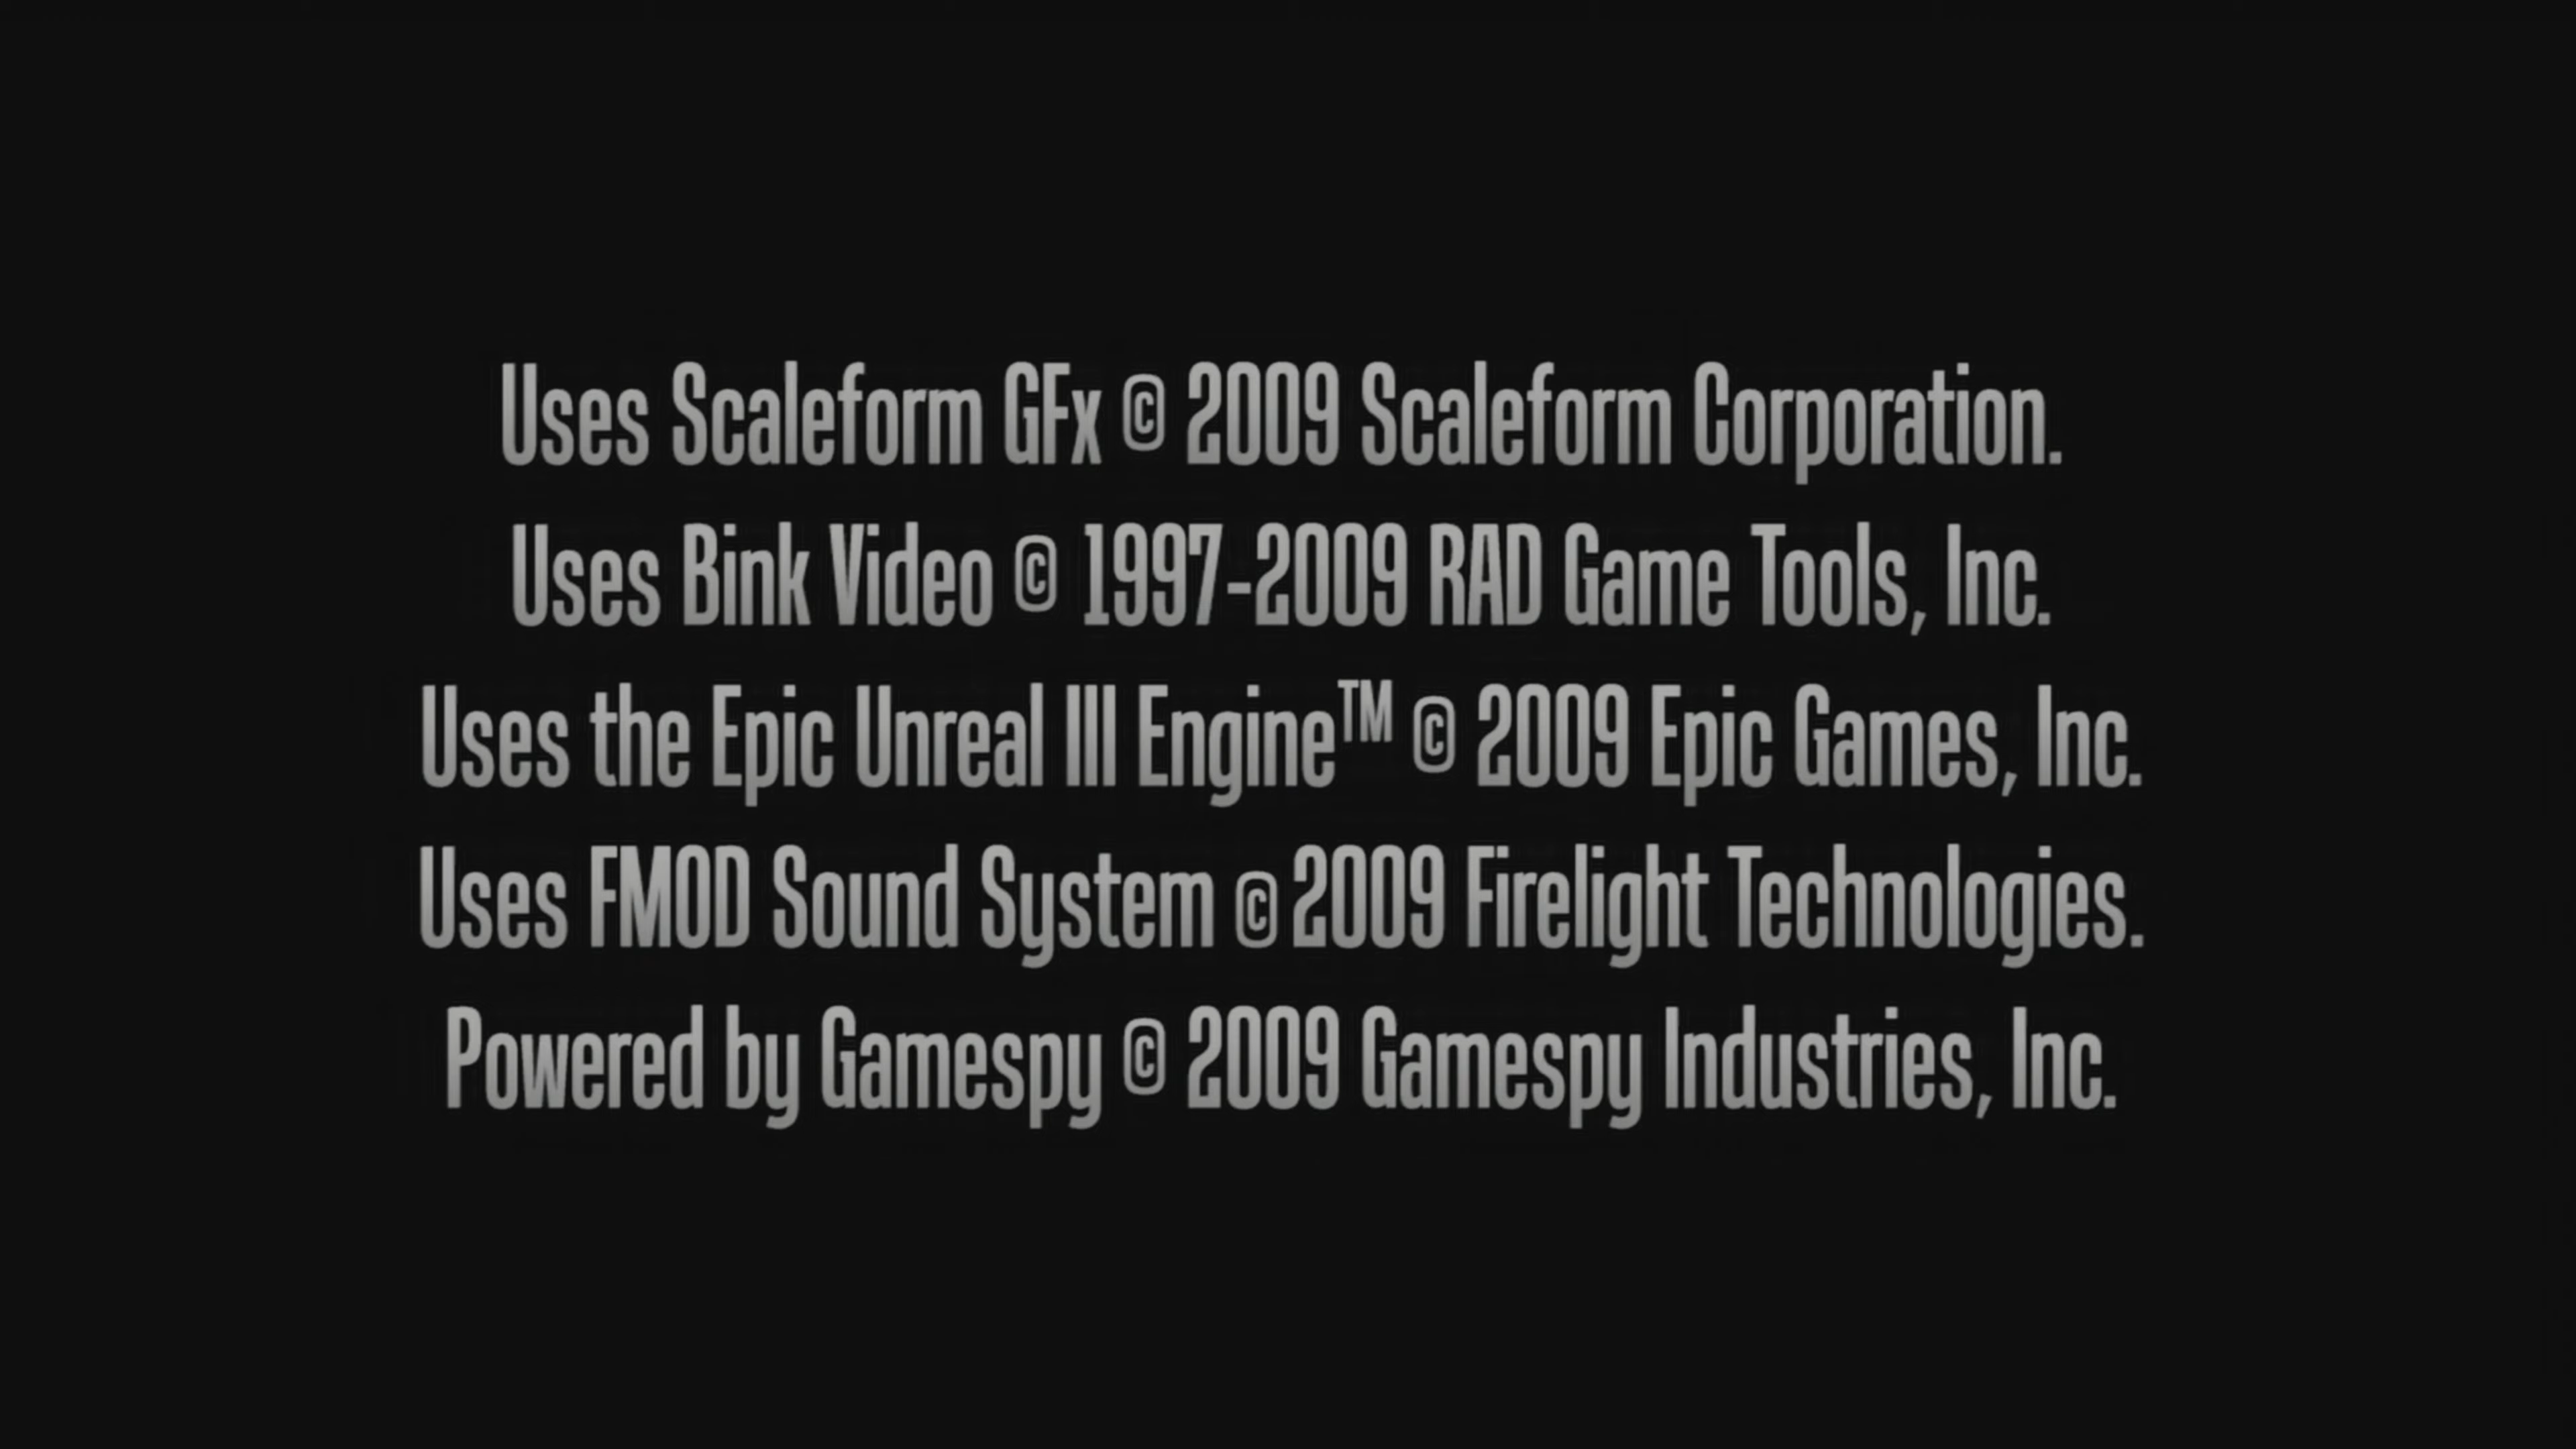 Uses Scaleform GFx © 2009 Scaleform Corporation.
Uses Bink Video © 1997-2009 RAD Game Tools, Inc.
Uses the Epic Unreal III Engine™ © 2009 Epic Games, Inc.
Uses FMOD Sound System ©2009 Firelight Technologies.
Powered by Gamespy © 2009 Gamespy Industries, Inc.